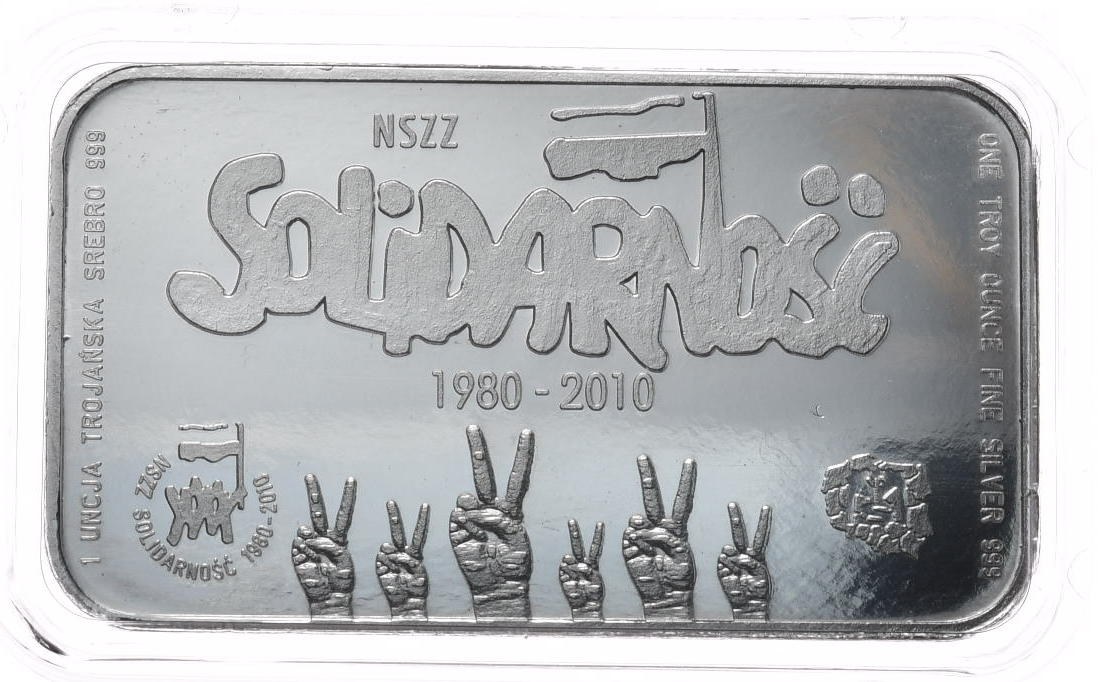 NSZZ
SOLiDARNOŚĆ
1980 - 2010
1 UNCJA TROJAŃSKA SREBRO 999
ONE TROY OUNCE FINE SILVER 999
NSZZ SOLIDARNOŚĆ 1980-2010